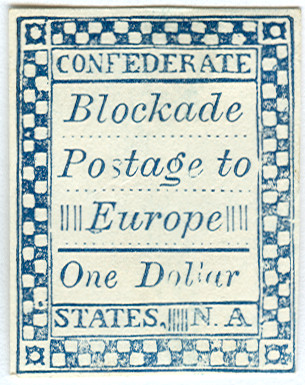 CONFEDERATE
Blockade
Postage to
Europe
One Dollar
STATES, N. A